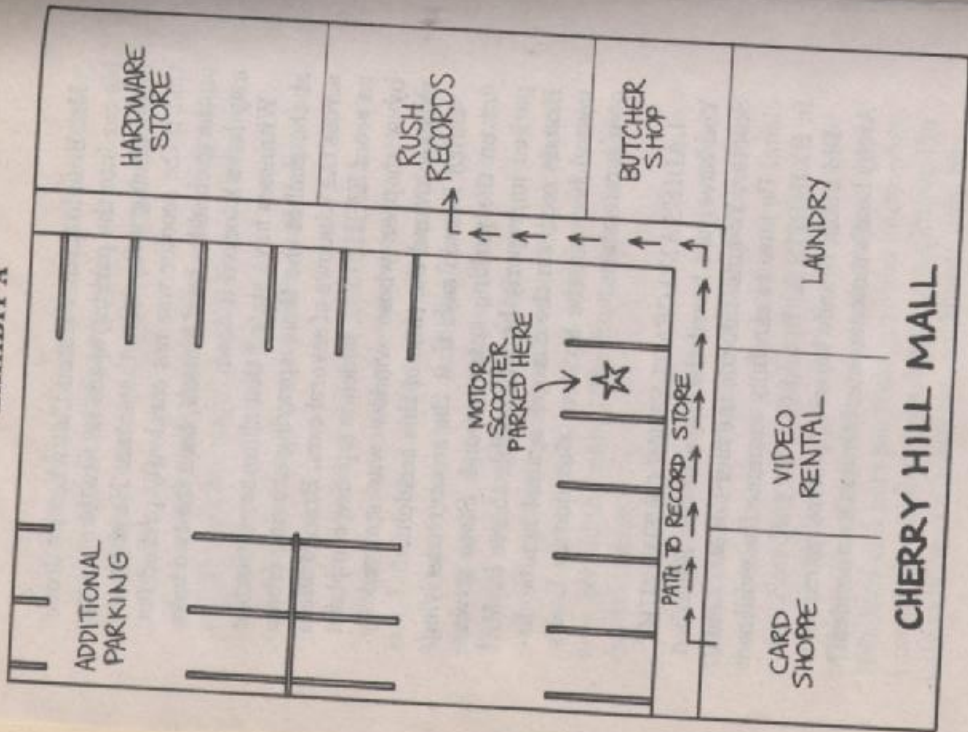 HARDWARE
STORE
RUSH
RECORDS
BUTCHER
SHOP
ADDITIONAL
PARKING
MOTOR
SCOOTER
PARKED HERE
PATH TO RECORD STORE
CARD
SHOPPE
VIDEO
RENTAL
LAUNDRY
CHERRY HILL MALL